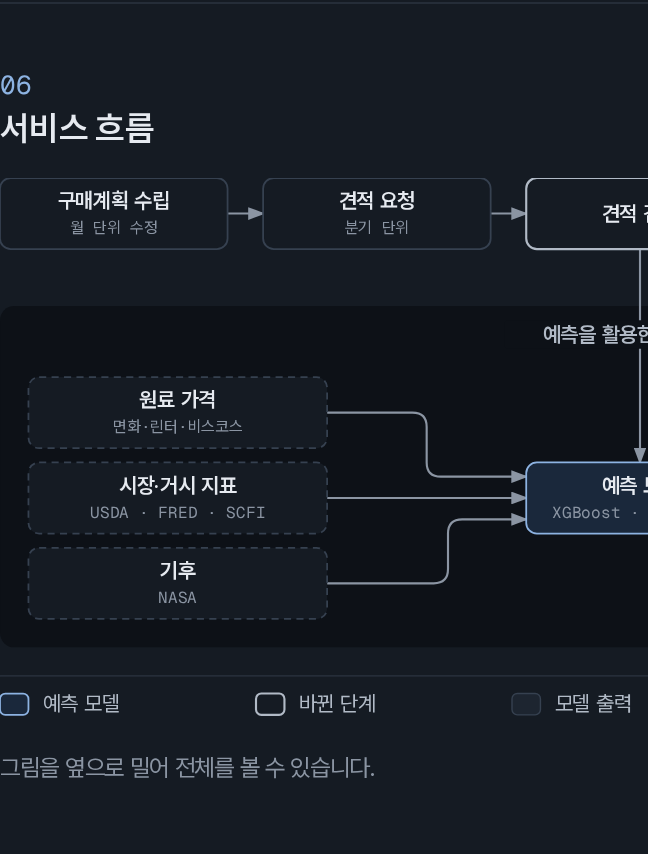 06
서비스 흐름
구매계획 수립
월 단위 수정
견적 요청
분기 단위
견적
예측을 활용한
원료 가격
면화·린터·비스코스
시장·거시 지표
USDA · FRED · SCFI
기후
NASA
예측
XGBoost ·
예측 모델
바뀐 단계
모델 출력
그림을 옆으로 밀어 전체를 볼 수 있습니다.